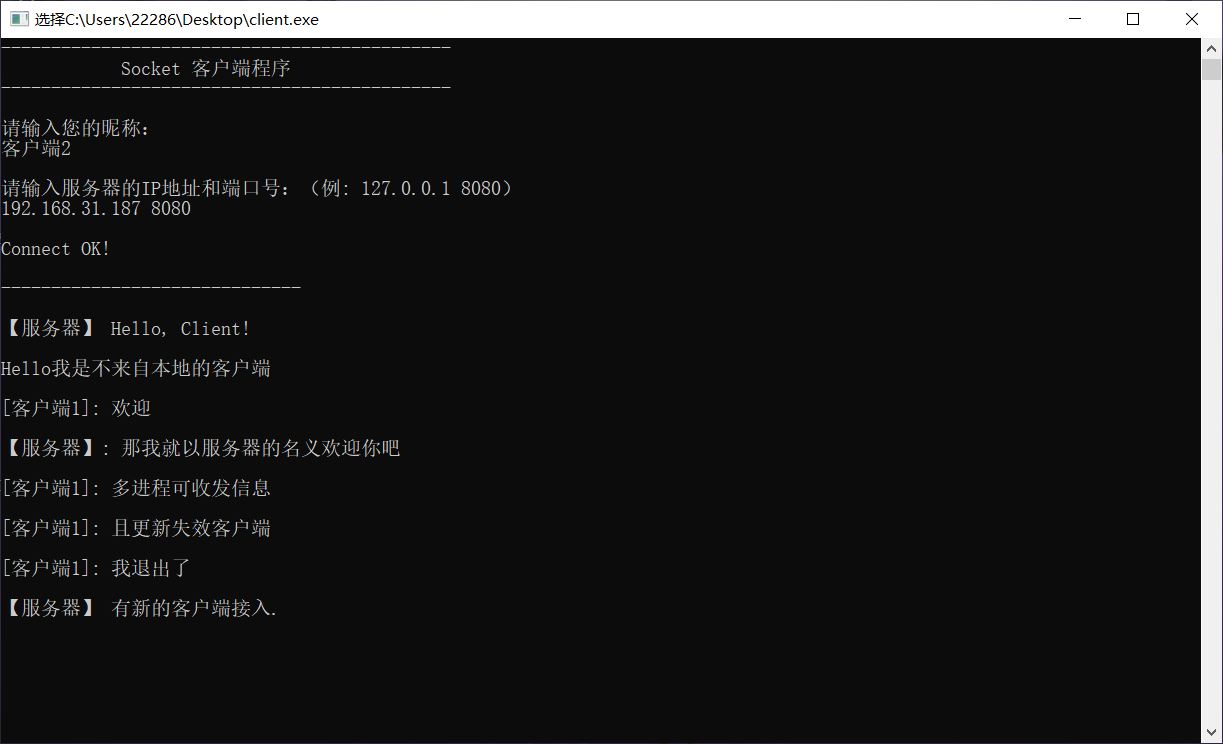 选择C:\Users\22286\Desktop\client.exe
---------------------------------------------
Socket 客户端程序
---------------------------------------------
请输入您的昵称：
客户端2
请输入服务器的IP地址和端口号：（例: 127.0.0.1 8080）
192.168.31.187 8080
Connect OK!
------------------------------
【服务器】 Hello, Client!
Hello我是不来自本地的客户端
[客户端1]: 欢迎
【服务器】: 那我就以服务器的名义欢迎你吧
[客户端1]: 多进程可收发信息
[客户端1]: 且更新失效客户端
[客户端1]: 我退出了
【服务器】 有新的客户端接入.